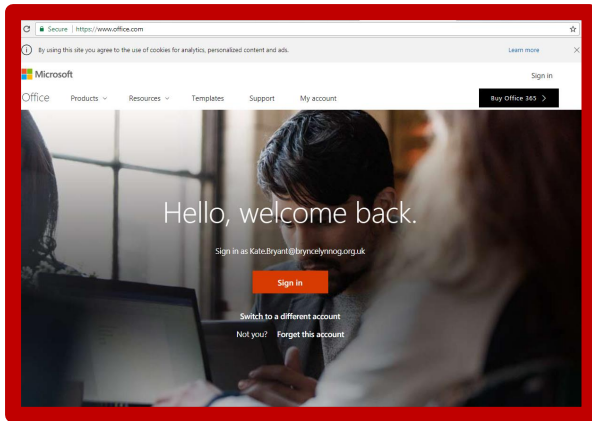 Secure | https://www.office.com
By using this site you agree to the use of cookies for analytics, personalized content and ads. Learn more
Microsoft Sign in
Office Products Resources Templates Support My account Buy Office 365
Hello, welcome back.
Sign in as Kate.Bryant@bryncelynnog.org.uk
Sign in
Switch to a different account
Not you? Forget this account